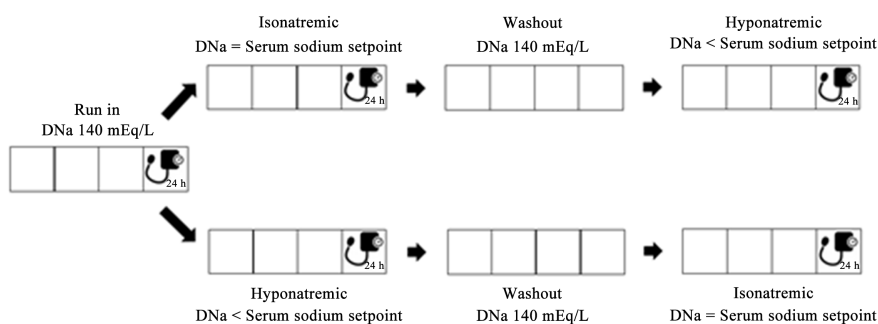 Isonatremic
DNa = Serum sodium setpoint
Washout
DNa 140 mEq/L
Hyponatremic
DNa < Serum sodium setpoint
24 h
24 h
Run in
DNa 140 mEq/L
24 h
24 h
24 h
Hyponatremic
DNa < Serum sodium setpoint
Washout
DNa 140 mEq/L
Isonatremic
DNa = Serum sodium setpoint